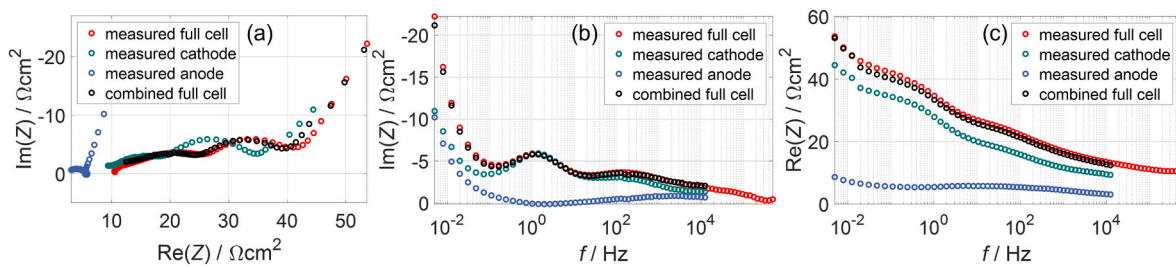 (a)
measured full cell
measured cathode
measured anode
combined full cell
Im(Z) / Ωcm²
-20
-10
0
10 20 30 40 50
Re(Z) / Ωcm²
(b)
measured full cell
measured cathode
measured anode
combined full cell
Im(Z) / Ωcm²
-20
-15
-10
-5
0
10⁻² 10⁰ 10² 10⁴
f / Hz
(c)
measured full cell
measured cathode
measured anode
combined full cell
Re(Z) / Ωcm²
60
40
20
0
10⁻² 10⁰ 10² 10⁴
f / Hz